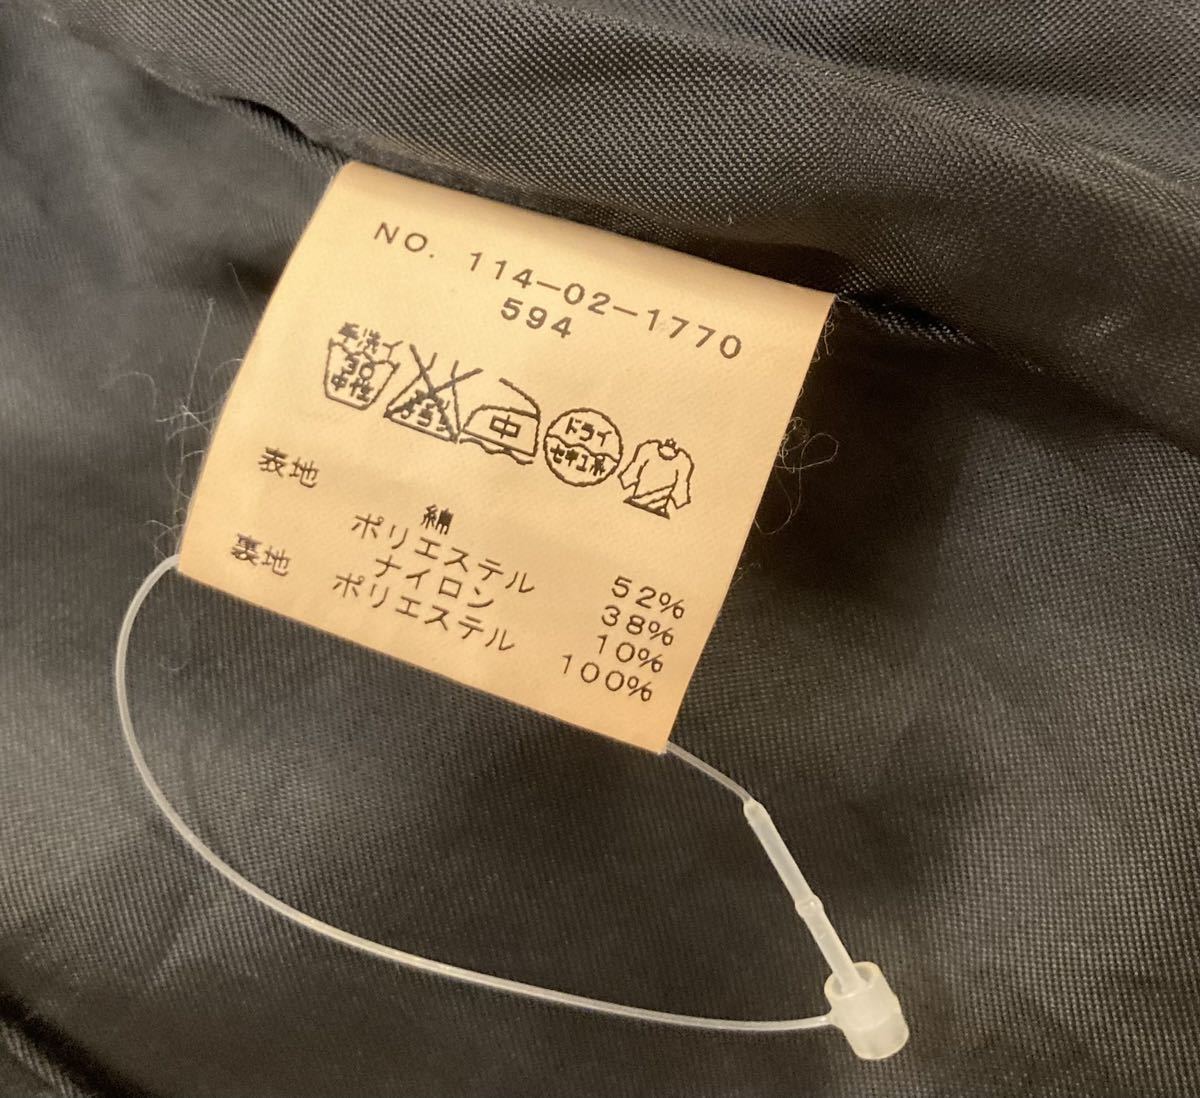 NO. 114-02-1770
594
手洗イ
30
中性
中
ドライ
セキユ系
表地 綿 52%
ポリエステル 38%
ナイロン 10%
裏地 ポリエステル 100%